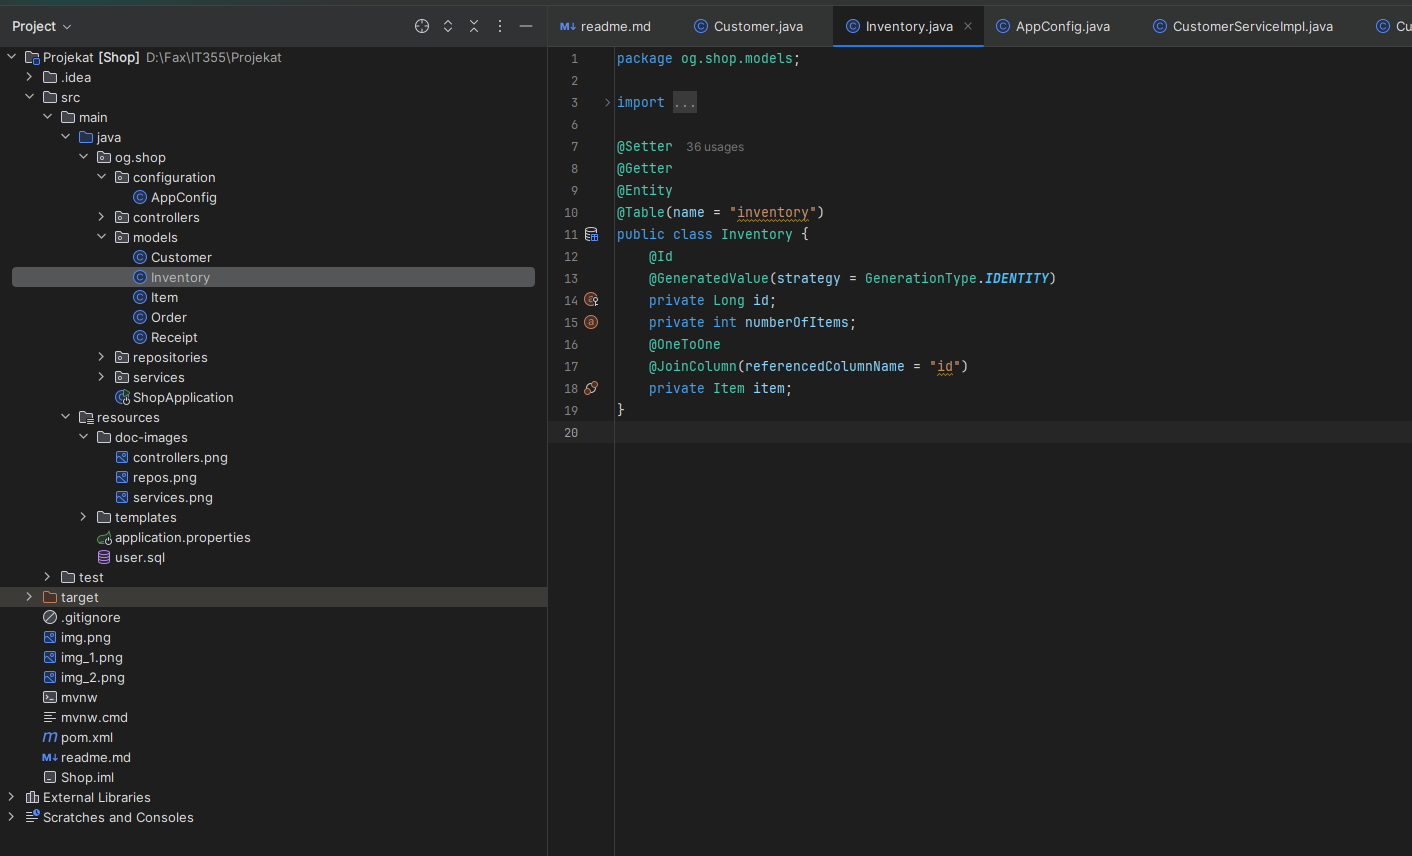 Project
Projekat [Shop] D:\Fax\IT355\Projekat
.idea
src
main
java
og.shop
configuration
AppConfig
controllers
models
Customer
Inventory
Item
Order
Receipt
repositories
services
ShopApplication
resources
doc-images
controllers.png
repos.png
services.png
templates
application.properties
user.sql
test
target
.gitignore
img.png
img_1.png
img_2.png
mvnw
mvnw.cmd
pom.xml
readme.md
Shop.iml
External Libraries
Scratches and Consoles
readme.md Customer.java Inventory.java AppConfig.java CustomerServiceImpl.java Cu
1 package og.shop.models;
2
3 import ...
6
7 @Setter 36 usages
8 @Getter
9 @Entity
10 @Table(name = "inventory")
11 public class Inventory {
12 @Id
13 @GeneratedValue(strategy = GenerationType.IDENTITY)
14 private Long id;
15 private int numberOfItems;
16 @OneToOne
17 @JoinColumn(referencedColumnName = "id")
18 private Item item;
19 }
20